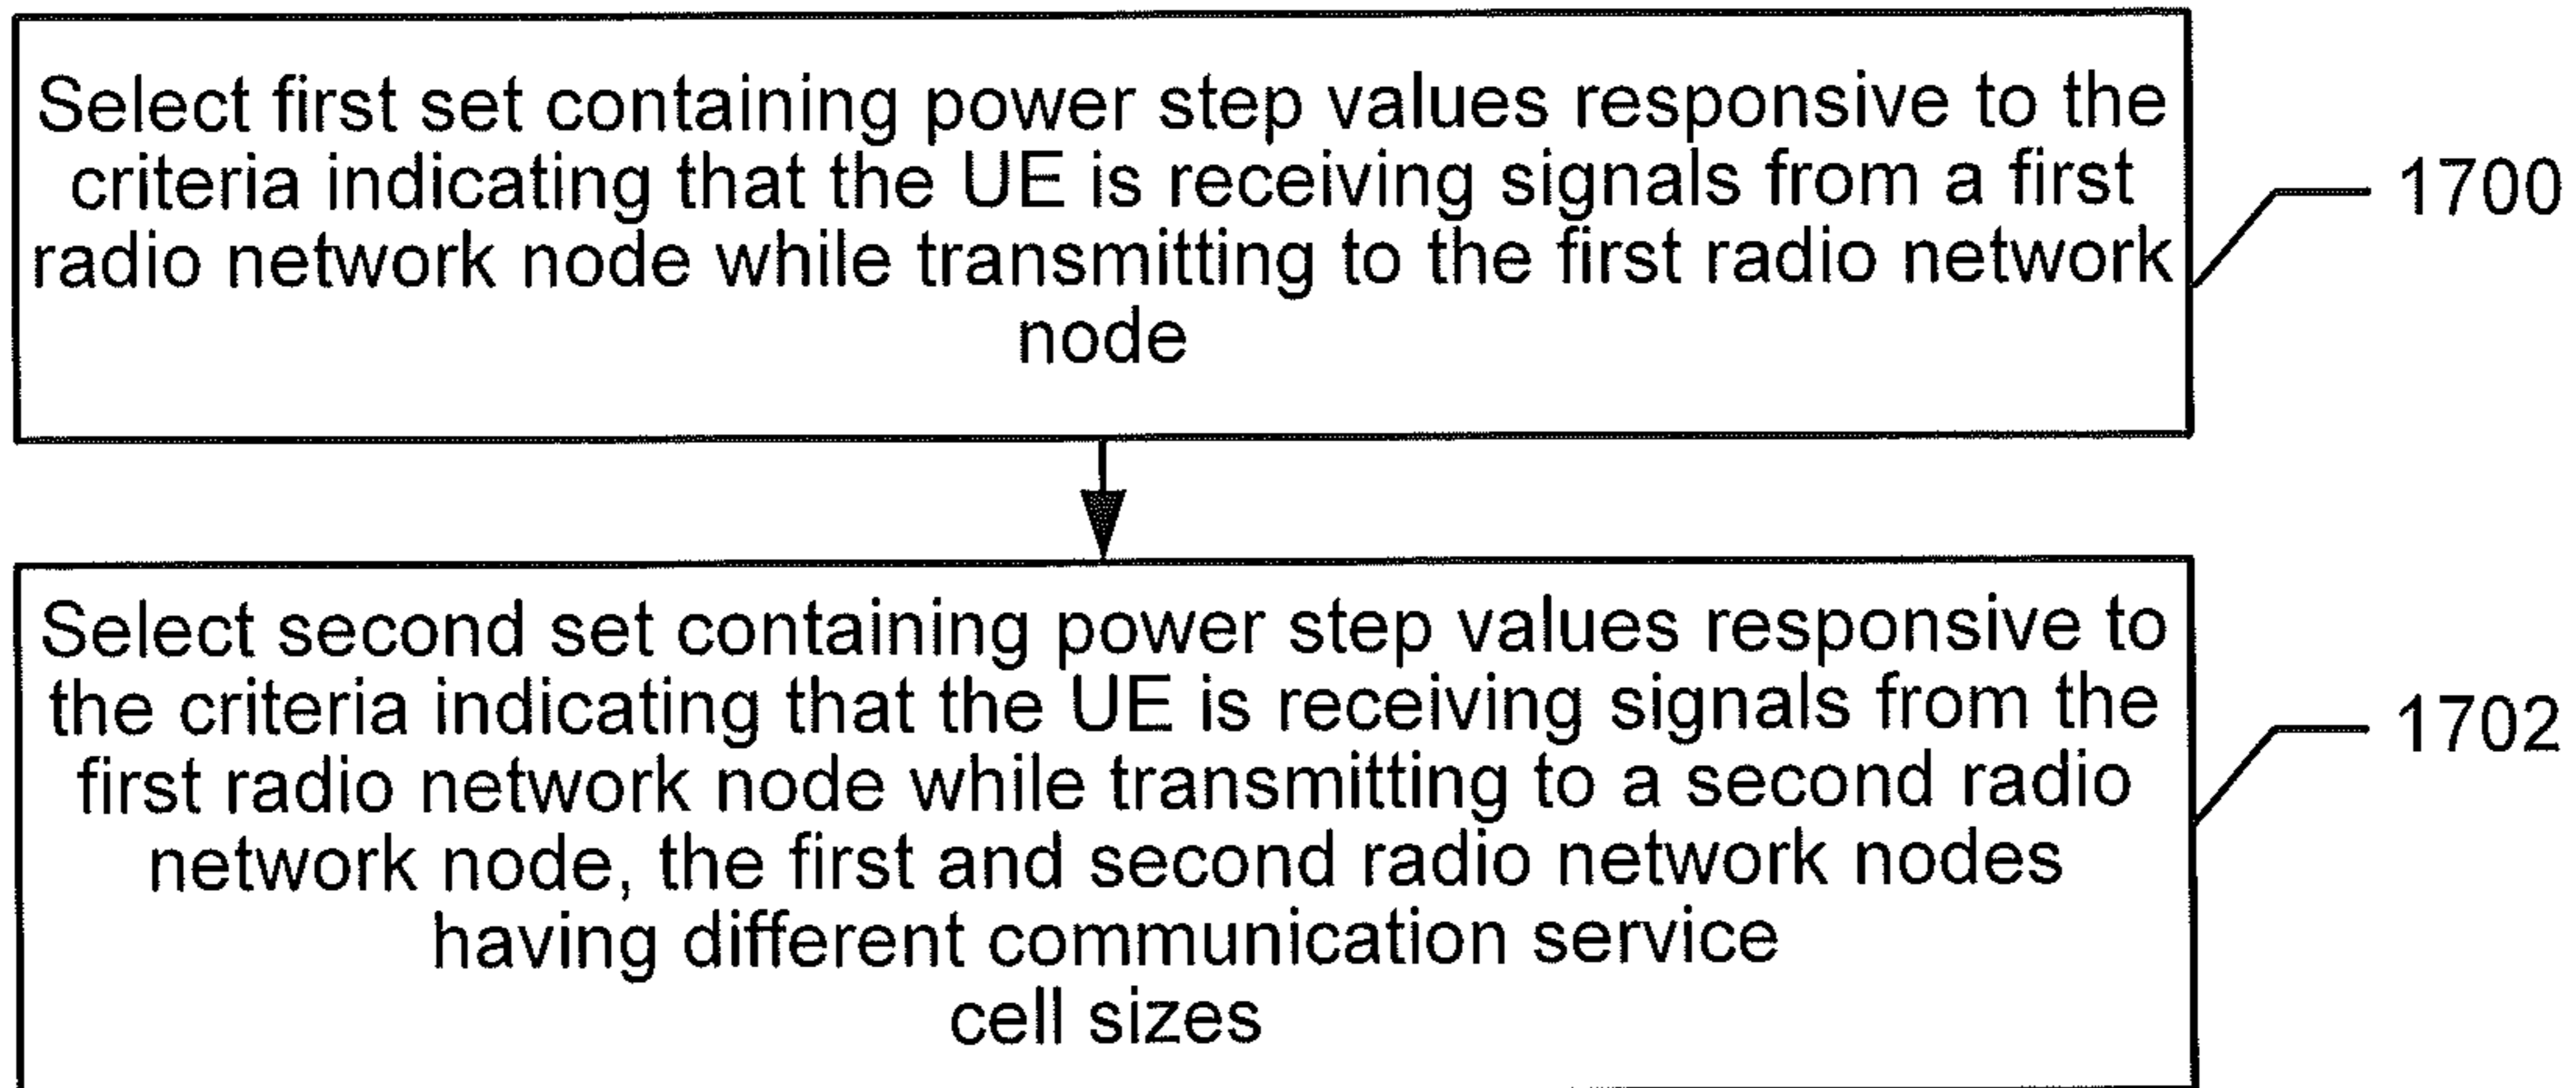 Select first set containing power step values responsive to the
criteria indicating that the UE is receiving signals from a first
radio network node while transmitting to the first radio network
node
1700
Select second set containing power step values responsive to
the criteria indicating that the UE is receiving signals from the
first radio network node while transmitting to a second radio
network node, the first and second radio network nodes
having different communication service
cell sizes
1702